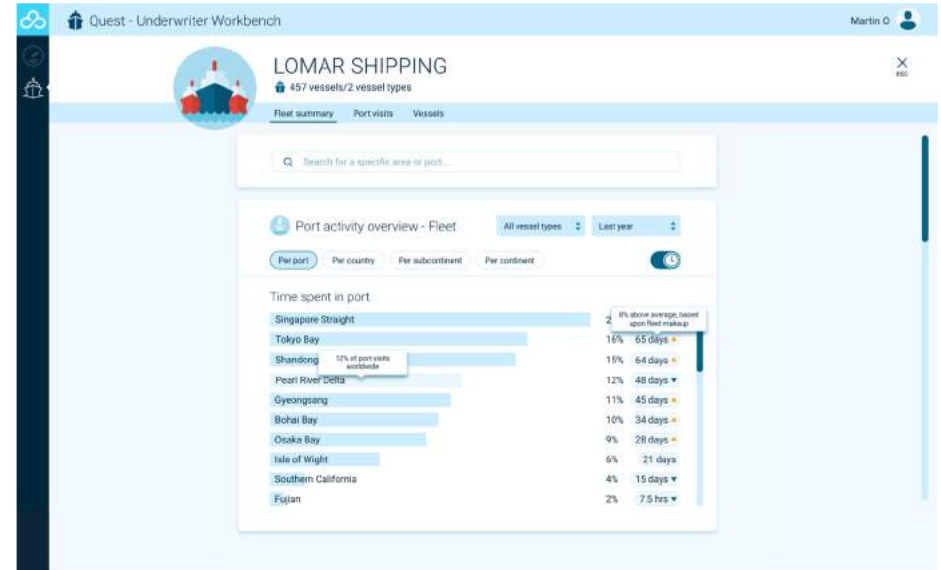 Quest - Underwriter Workbench
Martin O
LOMAR SHIPPING
ESC
457 vessels/2 vessel types
Fleet summary Port visits Vessels
Search for a specific area or port...
Port activity overview - Fleet All vessel types Last year
Per port Per country Per subcontinent Per continent
Time spent in port
Singapore Straight 2
8% above average, based
upon fleet makeup
Tokyo Bay 16% 65 days
Shandong 15% 64 days
12% of port visits
worldwide
Pearl River Delta 12% 48 days
Gyeongsang 11% 45 days
Bohai Bay 10% 34 days
Osaka Bay 9% 28 days
Isle of Wight 6% 21 days
Southern California 4% 15 days
Fujian 2% 7.5 hrs